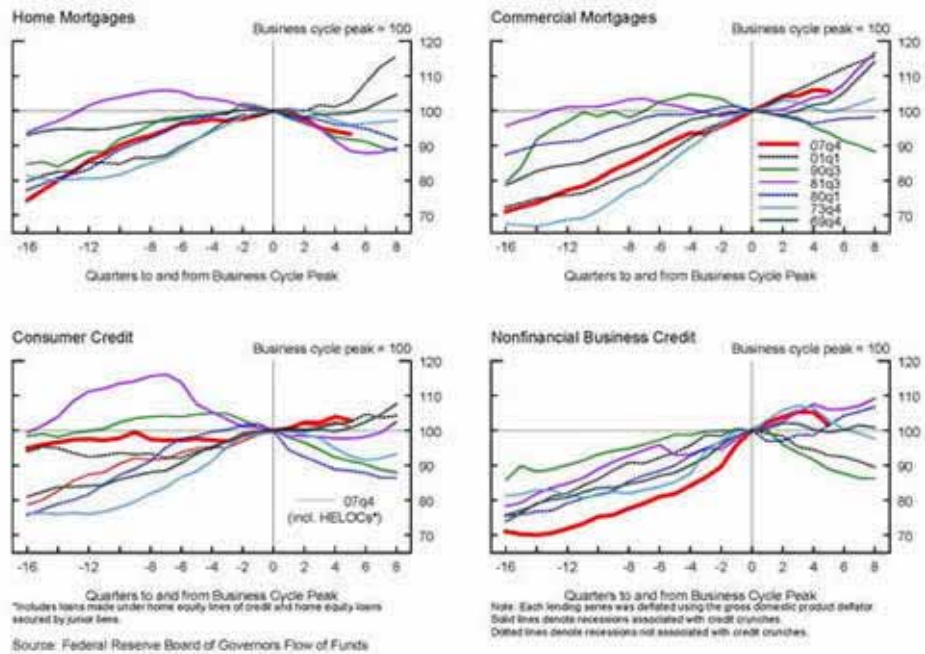 Home Mortgages
Business cycle peak = 100
120
110
100
90
80
70
-16 -12 -8 -4 0 4 8
Quarters to and from Business Cycle Peak
Commercial Mortgages
Business cycle peak = 100
120
110
100
90
80
70
07q4
01q1
90q3
81q3
80q1
73q4
69q4
-16 -12 -8 -4 -2 0 2 4 6 8
Quarters to and from Business Cycle Peak
Consumer Credit
Business cycle peak = 100
120
110
100
90
80
70
07q4
(incl. HELOCs*)
-16 -12 -8 -4 -2 0 2 4 6 8
Quarters to and from Business Cycle Peak
*Includes loans made under home equity lines of credit and home equity loans
secured by junior liens.
Source: Federal Reserve Board of Governors Flow of Funds
Nonfinancial Business Credit
Business cycle peak = 100
120
110
100
90
80
70
-16 -12 -8 -4 -2 0 2 4 6 8
Quarters to and from Business Cycle Peak
Note: Each lending series was deflated using the gross domestic product deflator.
Solid lines denote recessions associated with credit crunches.
Dotted lines denote recessions not associated with credit crunches.